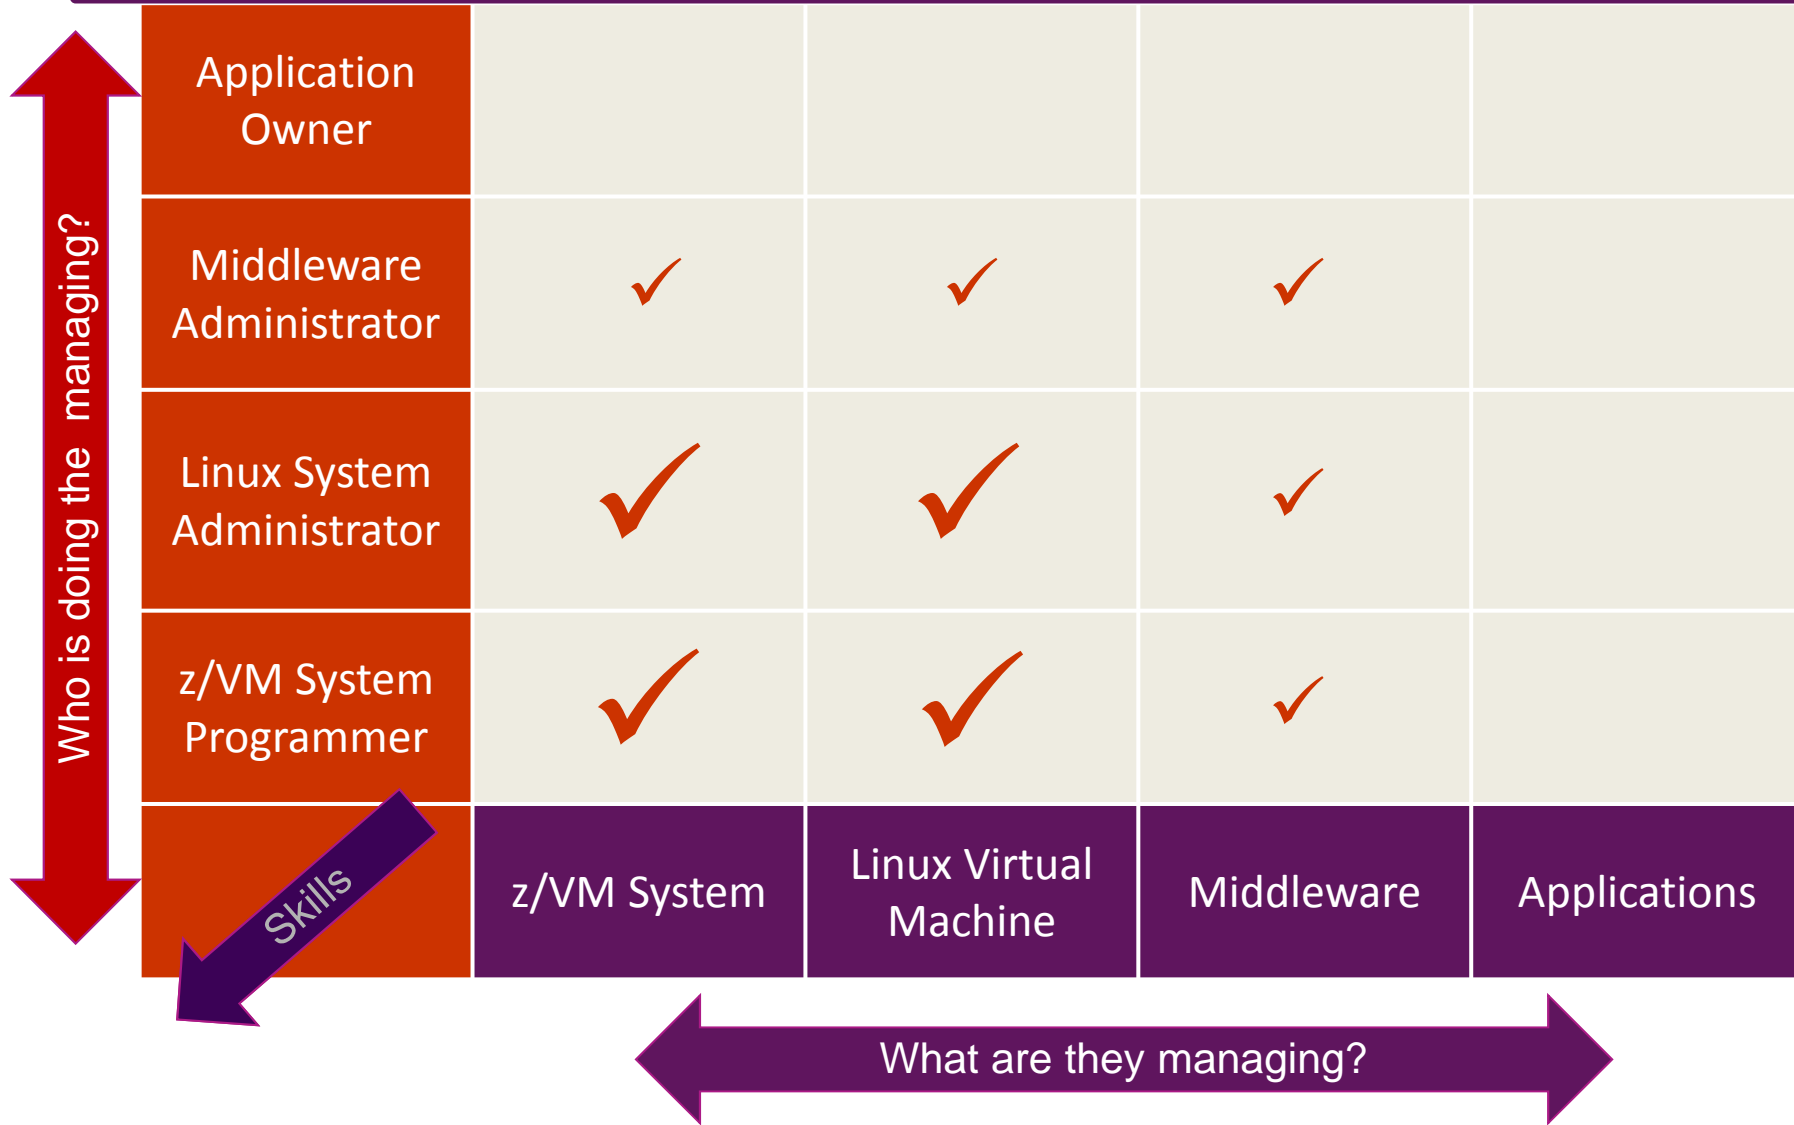 Who is doing the managing?
Application
Owner
Middleware
Administrator
✓ ✓ ✓
Linux System
Administrator
✓ ✓ ✓
z/VM System
Programmer
✓ ✓ ✓
Skills
z/VM System
Linux Virtual
Machine
Middleware
Applications
What are they managing?